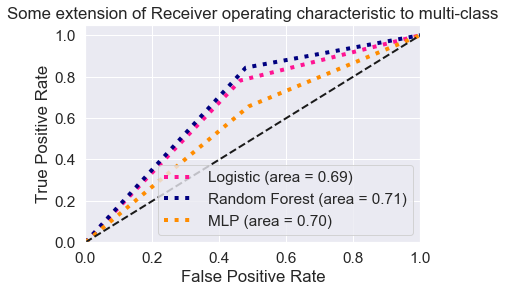 Some extension of Receiver operating characteristic to multi-class
1.0
0.8
0.6
0.4
0.2
0.0
True Positive Rate
Logistic (area = 0.69)
Random Forest (area = 0.71)
MLP (area = 0.70)
0.0 0.2 0.4 0.6 0.8 1.0
False Positive Rate